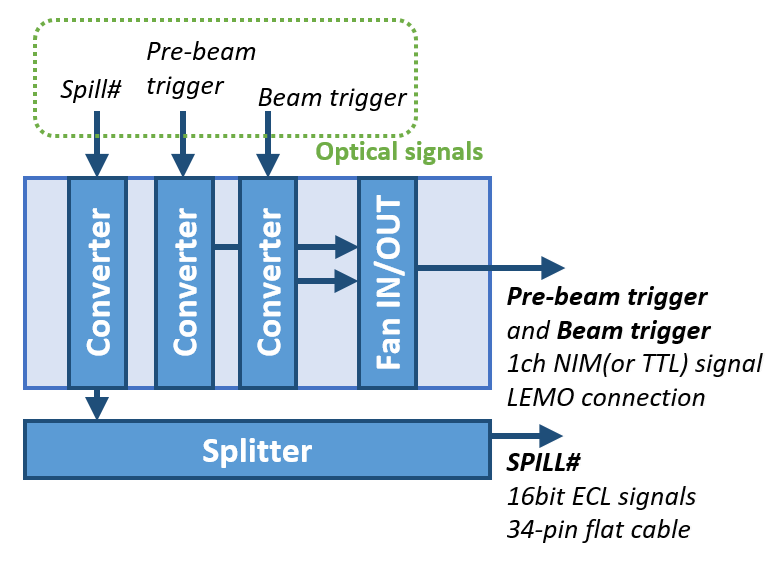 Spill#
Pre-beam
trigger
Beam trigger
Optical signals
Converter
Converter
Converter
Fan IN/OUT
Pre-beam trigger
and Beam trigger
1ch NIM(or TTL) signal
LEMO connection
Splitter
SPILL#
16bit ECL signals
34-pin flat cable